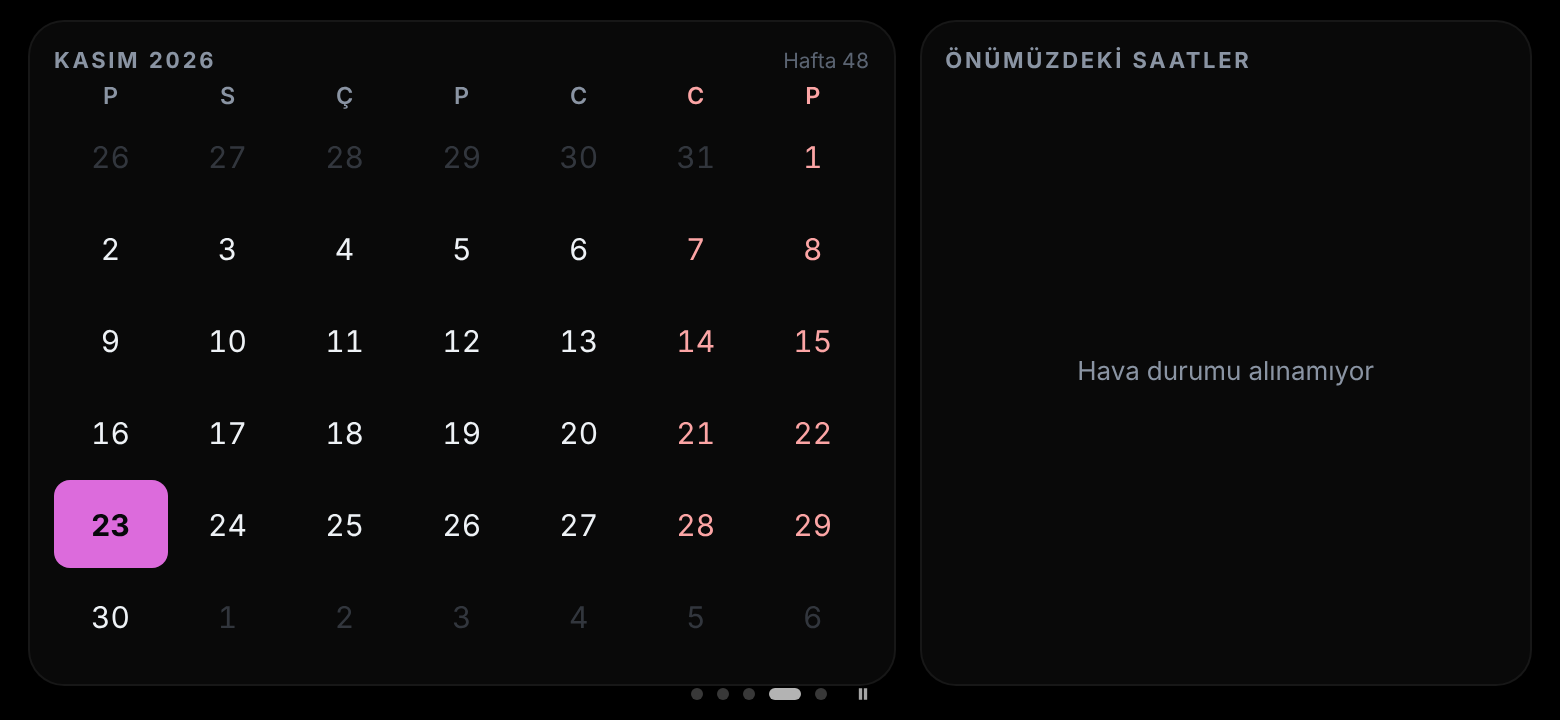 KASIM 2026
Hafta 48
P S Ç P C C P
26 27 28 29 30 31 1
2 3 4 5 6 7 8
9 10 11 12 13 14 15
16 17 18 19 20 21 22
23 24 25 26 27 28 29
30 1 2 3 4 5 6
ÖNÜMÜZDEKİ SAATLER
Hava durumu alınamıyor